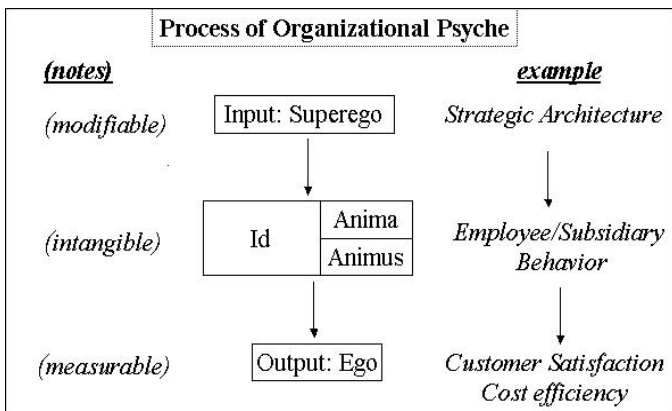 Process of Organizational Psyche
(notes)
example
(modifiable)
Input: Superego
Strategic Architecture
(intangible)
Id
Anima
Animus
Employee/Subsidiary
Behavior
(measurable)
Output: Ego
Customer Satisfaction
Cost efficiency